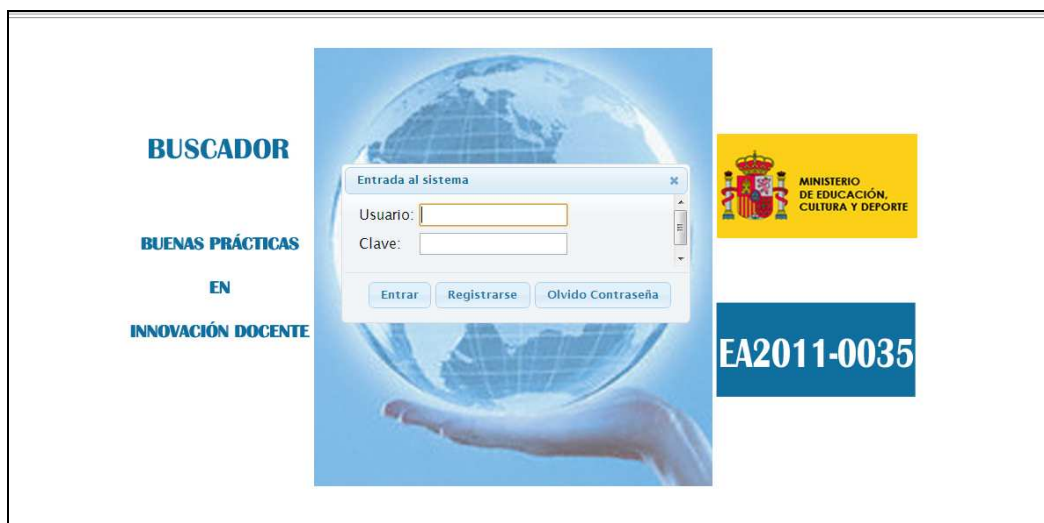 BUSCADOR
BUENAS PRÁCTICAS
EN
INNOVACIÓN DOCENTE
Entrada al sistema
Usuario:
Clave:
Entrar Registrarse Olvido Contraseña
MINISTERIO
DE EDUCACIÓN,
CULTURA Y DEPORTE
EA2011-0035